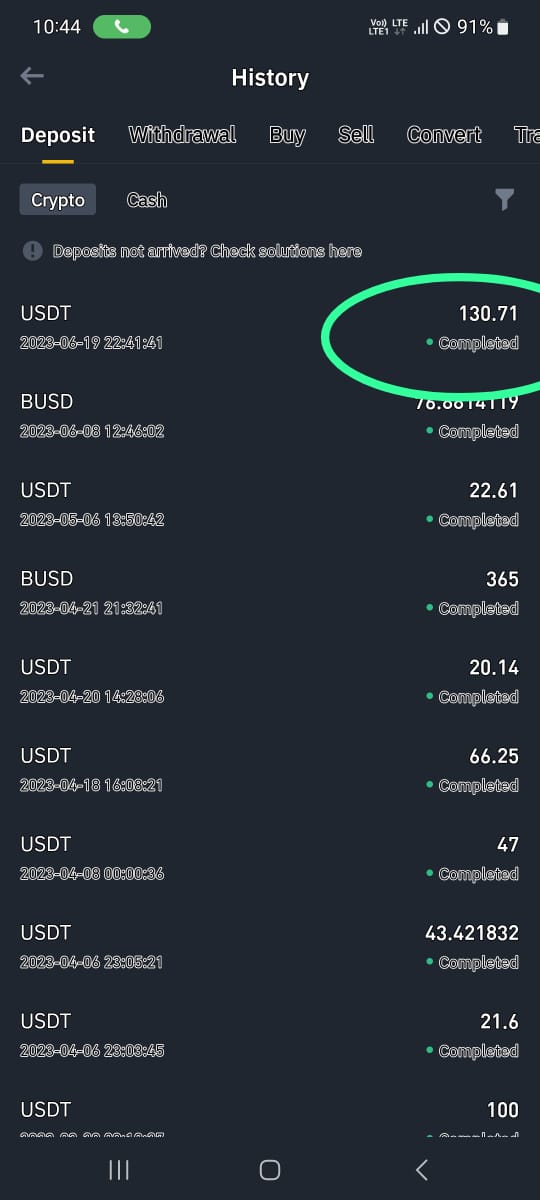 10:44 Vo)) LTE LTE1 91%
History
Deposit Withdrawal Buy Sell Convert Tra
Crypto Cash
Deposits not arrived? Check solutions here
USDT 130.71
2023-06-19 22:41:41 Completed
BUSD 76.8814119
2023-06-08 12:46:02 Completed
USDT 22.61
2023-05-06 13:50:42 Completed
BUSD 365
2023-04-21 21:32:41 Completed
USDT 20.14
2023-04-20 14:28:06 Completed
USDT 66.25
2023-04-18 16:08:21 Completed
USDT 47
2023-04-08 00:00:36 Completed
USDT 43.421832
2023-04-06 23:05:21 Completed
USDT 21.6
2023-04-06 23:03:45 Completed
USDT 100
Completed